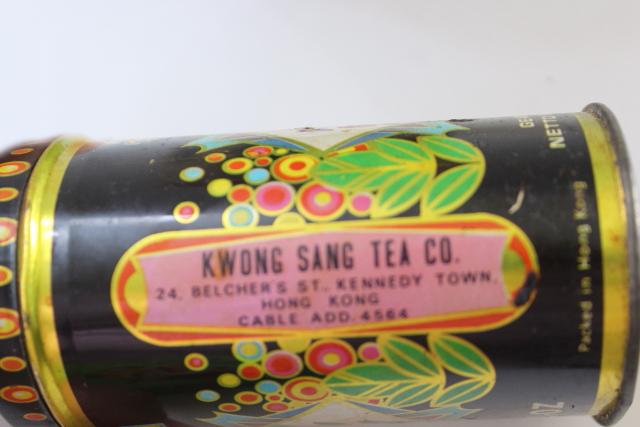 KWONG SANG TEA CO.
24, BELCHER'S ST., KENNEDY TOWN,
HONG KONG
CABLE ADD. 4564
NETTO
Packed in Hong Kong
OZ